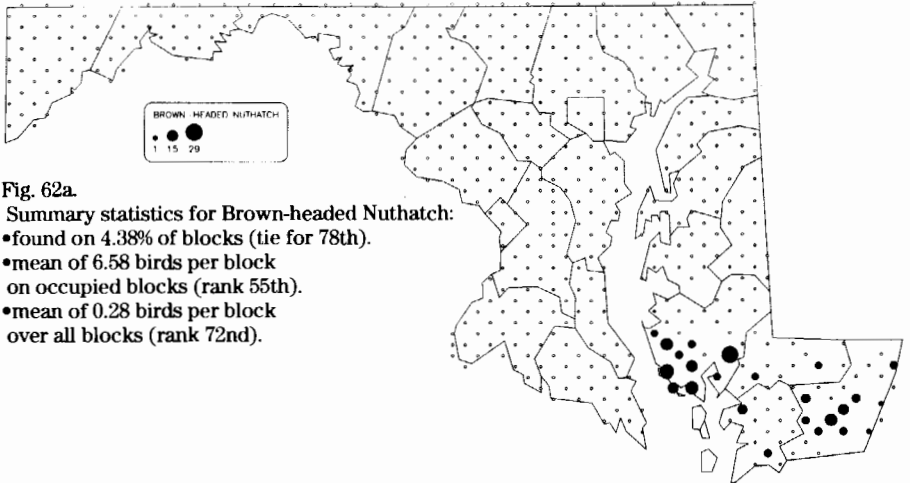 BROWN-HEADED NUTHATCH
1 15 29
Fig. 62a.
Summary statistics for Brown-headed Nuthatch:
•found on 4.38% of blocks (tie for 78th).
•mean of 6.58 birds per block
on occupied blocks (rank 55th).
•mean of 0.28 birds per block
over all blocks (rank 72nd).